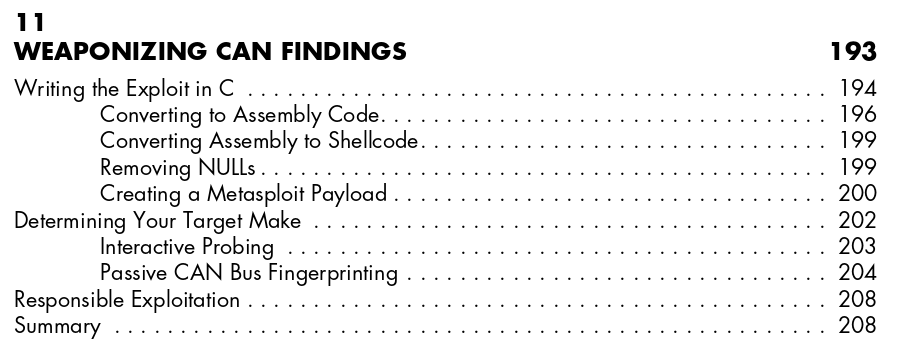 11
WEAPONIZING CAN FINDINGS 193
Writing the Exploit in C . . . . . . . . . . . . . . . . . . . . . . . . . . . . . . . . . . . . . . . . . . . . 194
Converting to Assembly Code. . . . . . . . . . . . . . . . . . . . . . . . . . . . . . . . . . 196
Converting Assembly to Shellcode. . . . . . . . . . . . . . . . . . . . . . . . . . . . . . . 199
Removing NULLs . . . . . . . . . . . . . . . . . . . . . . . . . . . . . . . . . . . . . . . . . . . 199
Creating a Metasploit Payload . . . . . . . . . . . . . . . . . . . . . . . . . . . . . . . . . 200
Determining Your Target Make . . . . . . . . . . . . . . . . . . . . . . . . . . . . . . . . . . . . . . . 202
Interactive Probing . . . . . . . . . . . . . . . . . . . . . . . . . . . . . . . . . . . . . . . . . 203
Passive CAN Bus Fingerprinting . . . . . . . . . . . . . . . . . . . . . . . . . . . . . . . . 204
Responsible Exploitation . . . . . . . . . . . . . . . . . . . . . . . . . . . . . . . . . . . . . . . . . . . . 208
Summary . . . . . . . . . . . . . . . . . . . . . . . . . . . . . . . . . . . . . . . . . . . . . . . . . . . . . . 208